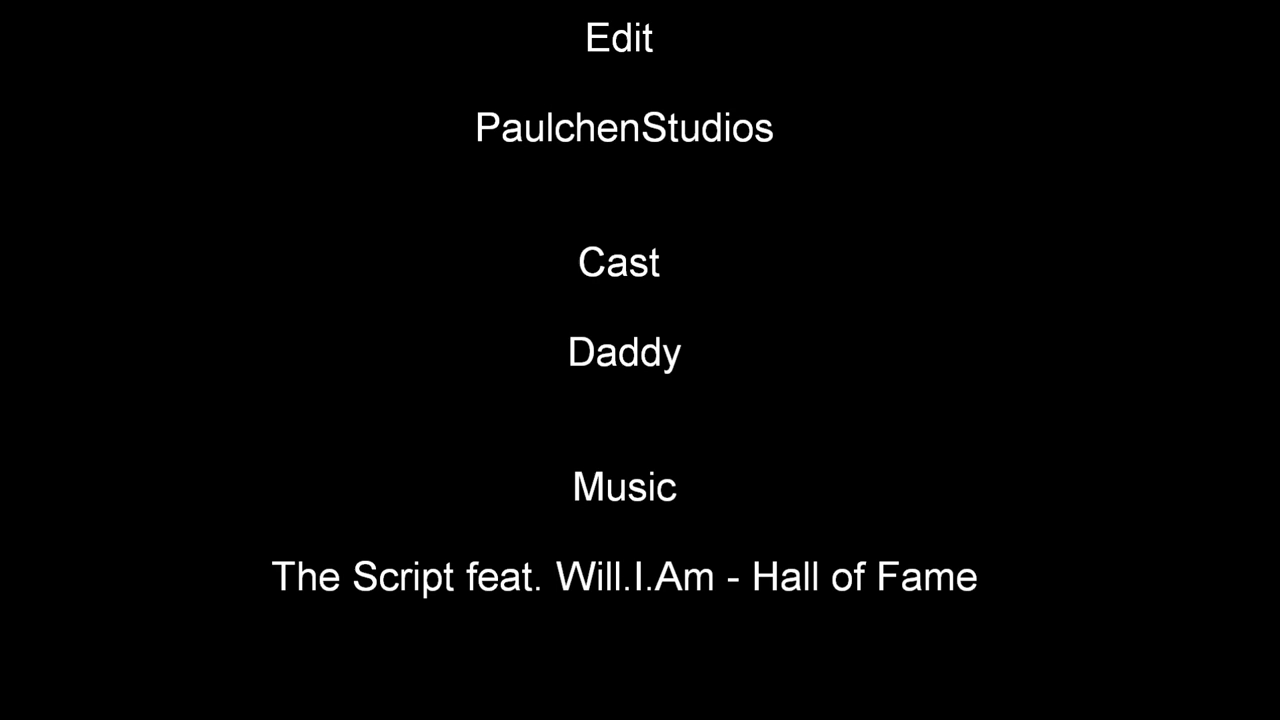 Edit
PaulchenStudios
Cast
Daddy
Music
The Script feat. Will.I.Am - Hall of Fame